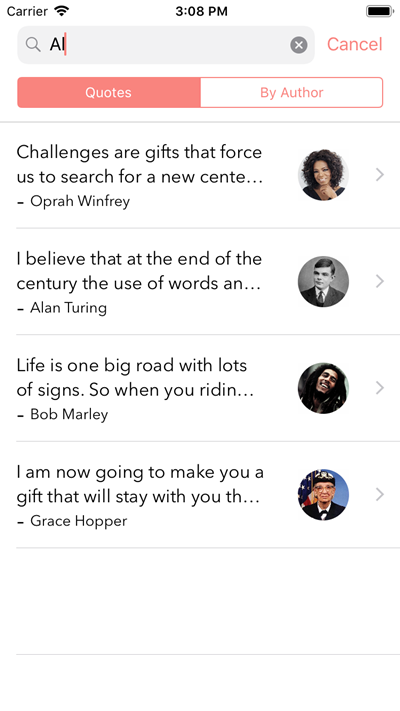 Carrier 3:08 PM
Al Cancel
Quotes By Author
Challenges are gifts that force
us to search for a new cente…
– Oprah Winfrey
I believe that at the end of the
century the use of words an…
– Alan Turing
Life is one big road with lots
of signs. So when you ridin…
– Bob Marley
I am now going to make you a
gift that will stay with you th…
– Grace Hopper